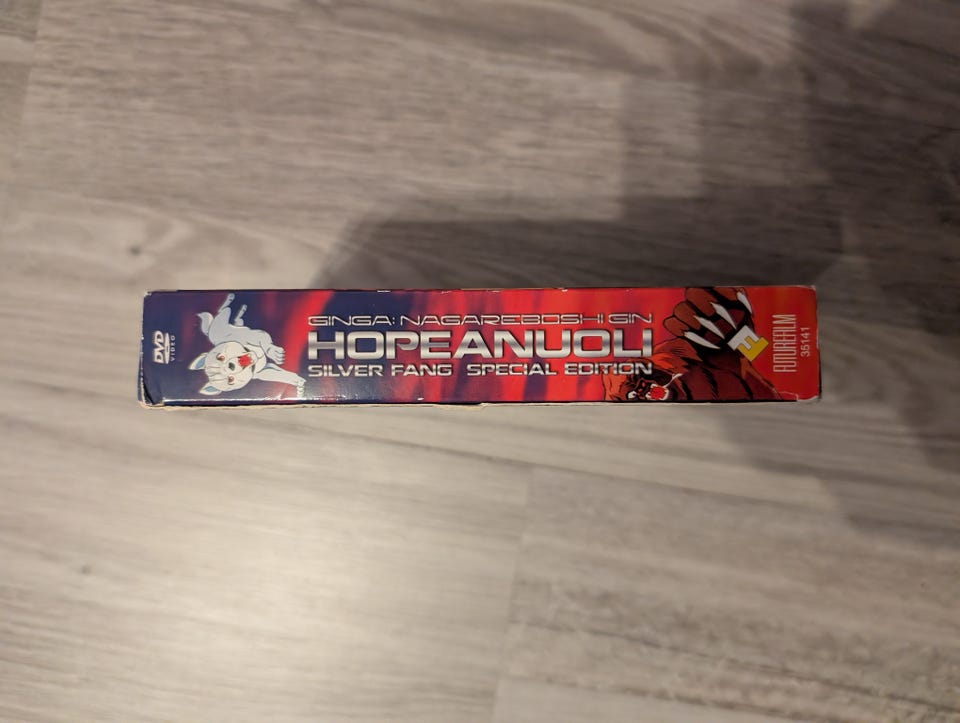 DVD
VIDEO
GINGA: NAGAREBOSHI GIN
HOPEANUOLI
SILVER FANG SPECIAL EDITION
FUTUREFILM
35141